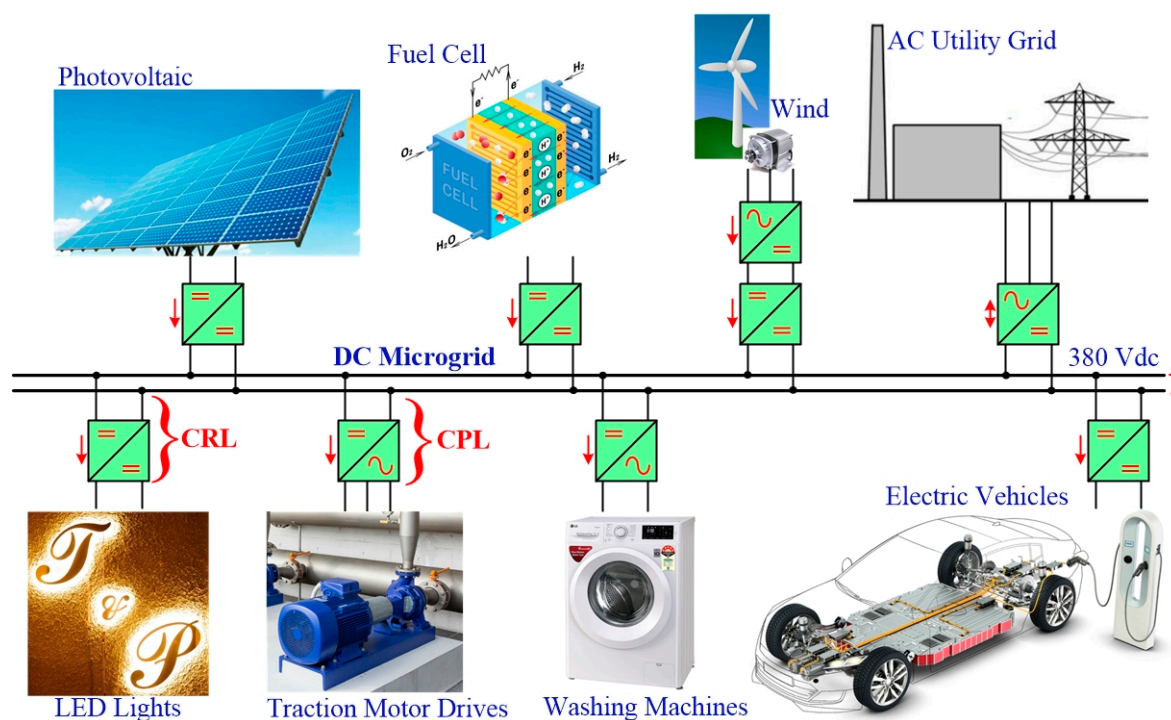 Photovoltaic
Fuel Cell
Wind
AC Utility Grid
H₂
e⁻
e⁻
O₂
FUEL
CELL
H⁺
H⁺
H⁺
e⁻
e⁻
e⁻
e⁻
H₂
H₂O
DC Microgrid
380 Vdc
CRL
CPL
Electric Vehicles
T
&
P
LG
LED Lights
Traction Motor Drives
Washing Machines